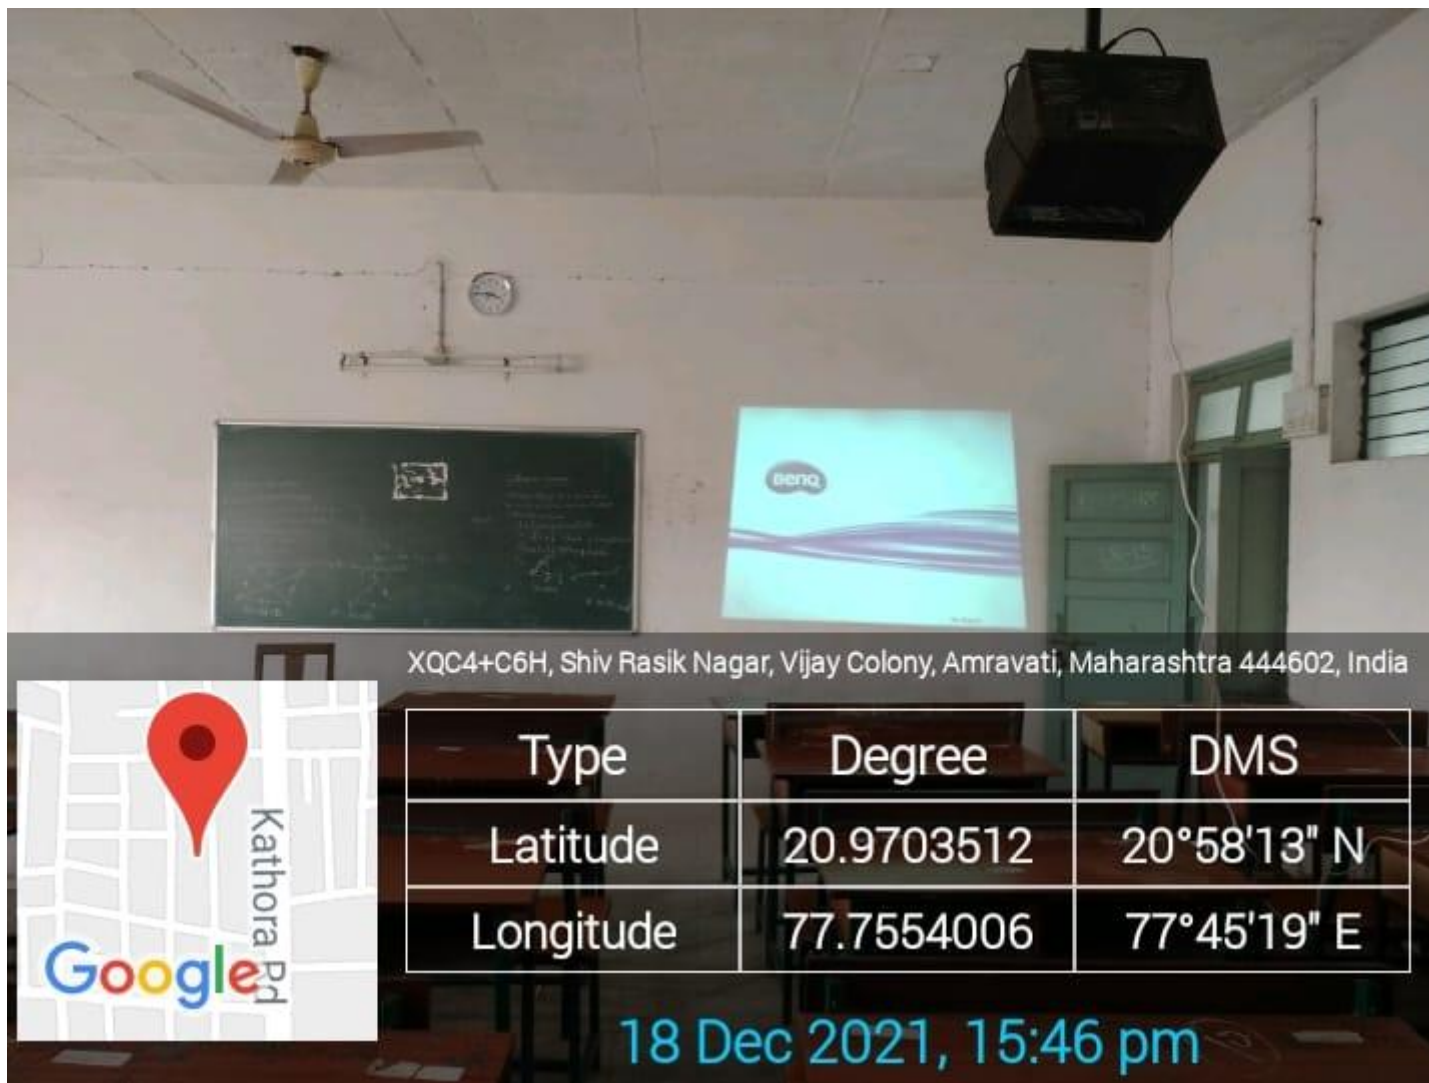 BenQ
XQC4+C6H, Shiv Rasik Nagar, Vijay Colony, Amravati, Maharashtra 444602, India
Type Degree DMS
Latitude 20.9703512 20°58'13" N
Longitude 77.7554006 77°45'19" E
Kathora Rd
Google
18 Dec 2021, 15:46 pm